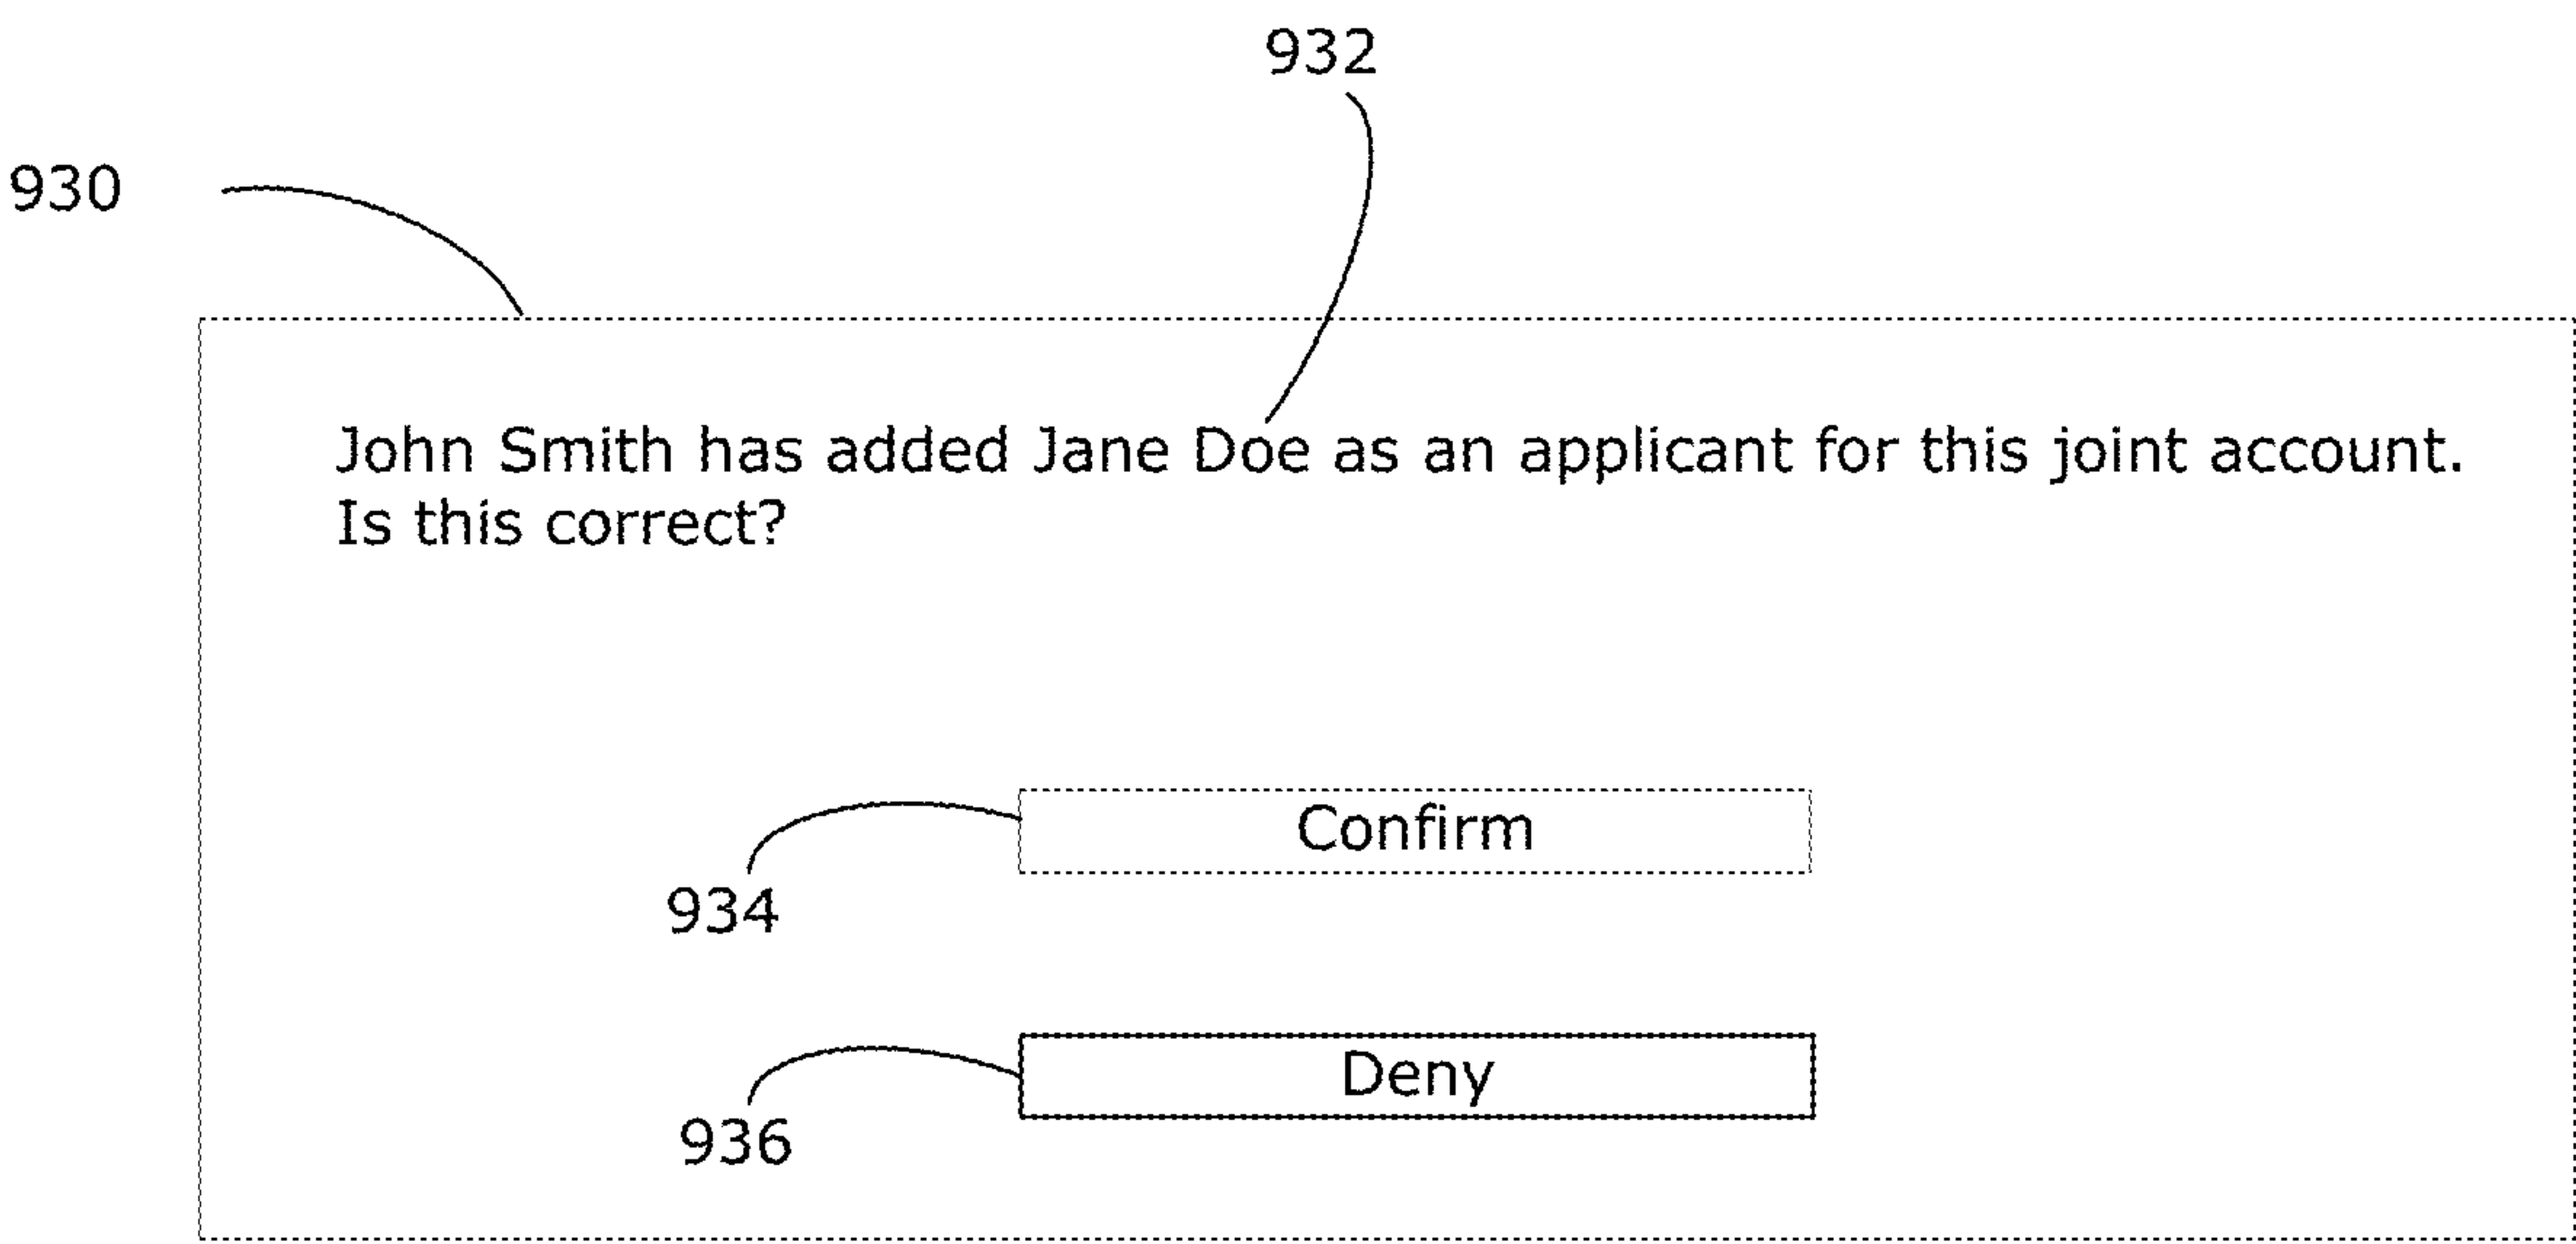 932
930
John Smith has added Jane Doe as an applicant for this joint account.
Is this correct?
Confirm
934
Deny
936